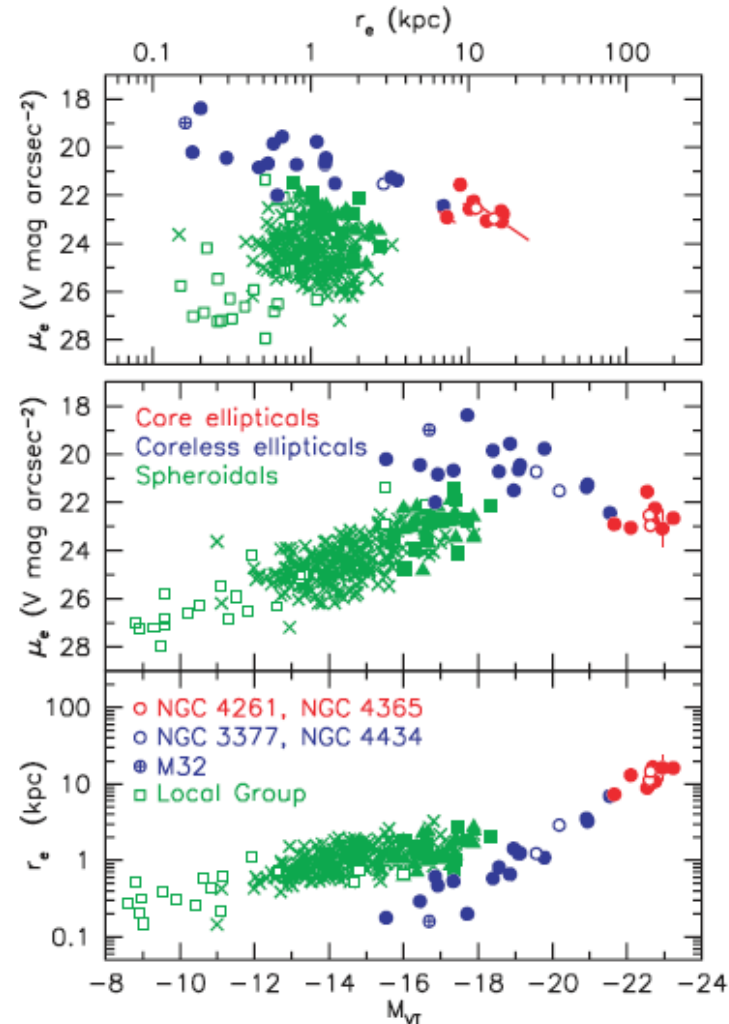 r_e (kpc)
0.1 1 10 100
μ_e (V mag arcsec⁻²)
18
20
22
24
26
28
μ_e (V mag arcsec⁻²)
18
20
22
24
26
28
Core ellipticals
Coreless ellipticals
Spheroidals
r_e (kpc)
100
10
1
0.1
NGC 4261, NGC 4365
NGC 3377, NGC 4434
M32
Local Group
−8 −10 −12 −14 −16 −18 −20 −22 −24
M_VT